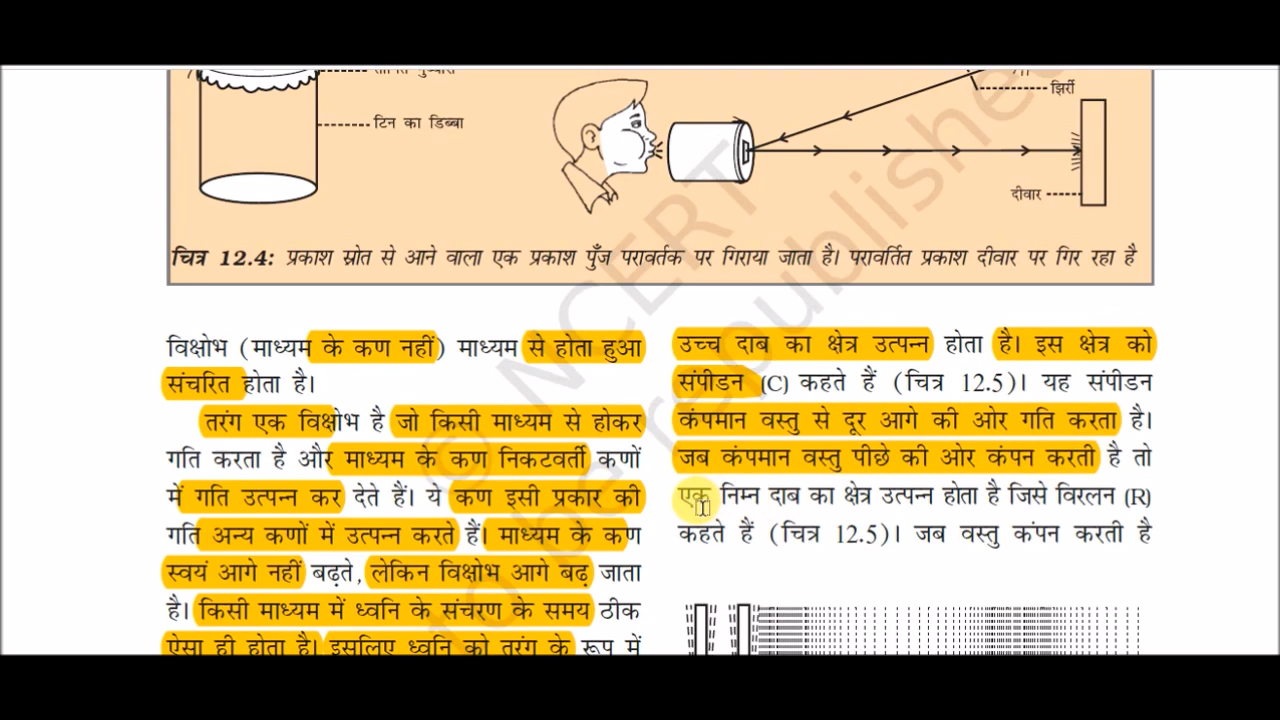 झिर्री
टिन का डिब्बा
दीवार
चित्र 12.4: प्रकाश स्रोत से आने वाला एक प्रकाश पुँज परावर्तक पर गिराया जाता है। परावर्तित प्रकाश दीवार पर गिर रहा है
विक्षोभ (माध्यम के कण नहीं) माध्यम से होता हुआ
संचरित होता है।
तरंग एक विक्षोभ है जो किसी माध्यम से होकर
गति करता है और माध्यम के कण निकटवर्ती कणों
में गति उत्पन्न कर देते हैं। ये कण इसी प्रकार की
गति अन्य कणों में उत्पन्न करते हैं। माध्यम के कण
स्वयं आगे नहीं बढ़ते, लेकिन विक्षोभ आगे बढ़ जाता
है। किसी माध्यम में ध्वनि के संचरण के समय ठीक
ऐसा ही होता है। इसलिए ध्वनि को तरंग के रूप में
उच्च दाब का क्षेत्र उत्पन्न होता है। इस क्षेत्र को
संपीडन (C) कहते हैं (चित्र 12.5)। यह संपीडन
कंपमान वस्तु से दूर आगे की ओर गति करता है।
जब कंपमान वस्तु पीछे की ओर कंपन करती है तो
एक निम्न दाब का क्षेत्र उत्पन्न होता है जिसे विरलन (R)
कहते हैं (चित्र 12.5)। जब वस्तु कंपन करती है
© NCERT
to be republished